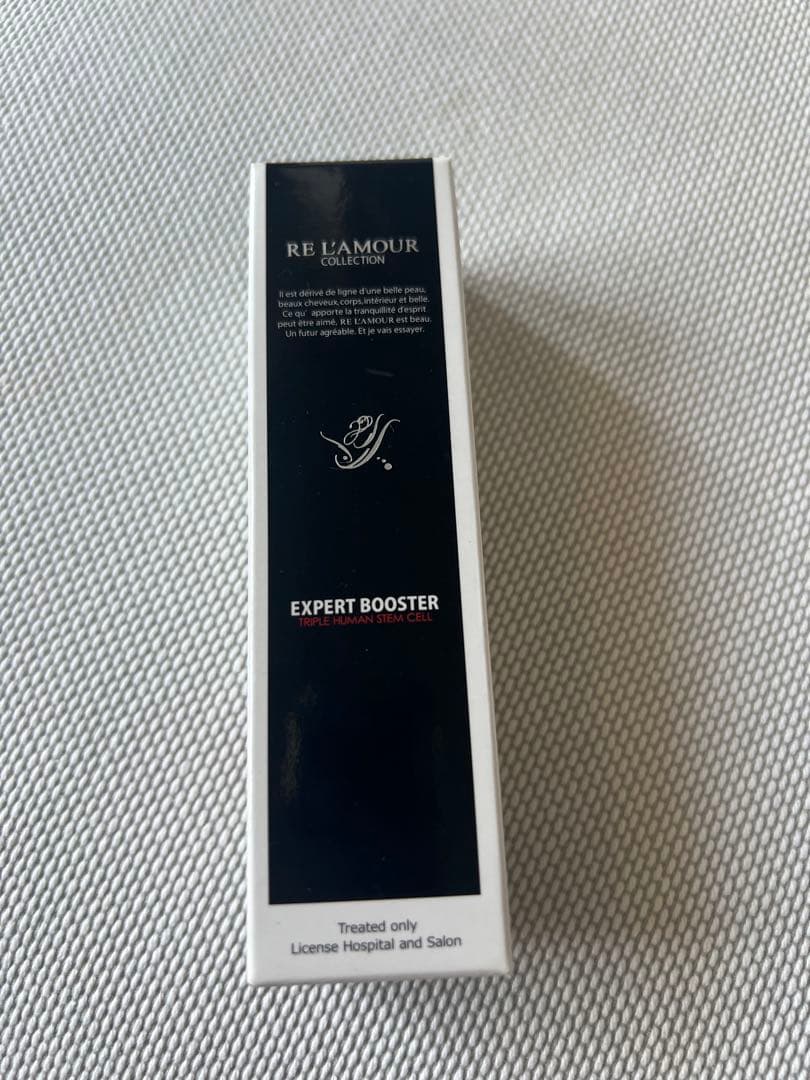 RE L'AMOUR
COLLECTION
Il est dérivé de ligne d'une belle peau,
beaux cheveux,corps,intérieur et belle.
Ce qu' apporte la tranquillité d'esprit
peut être aimé, RE L'AMOUR est beau.
Un futur agréable. Et je vais essayer.
EXPERT BOOSTER
TRIPLE HUMAN STEM CELL
Treated only
License Hospital and Salon